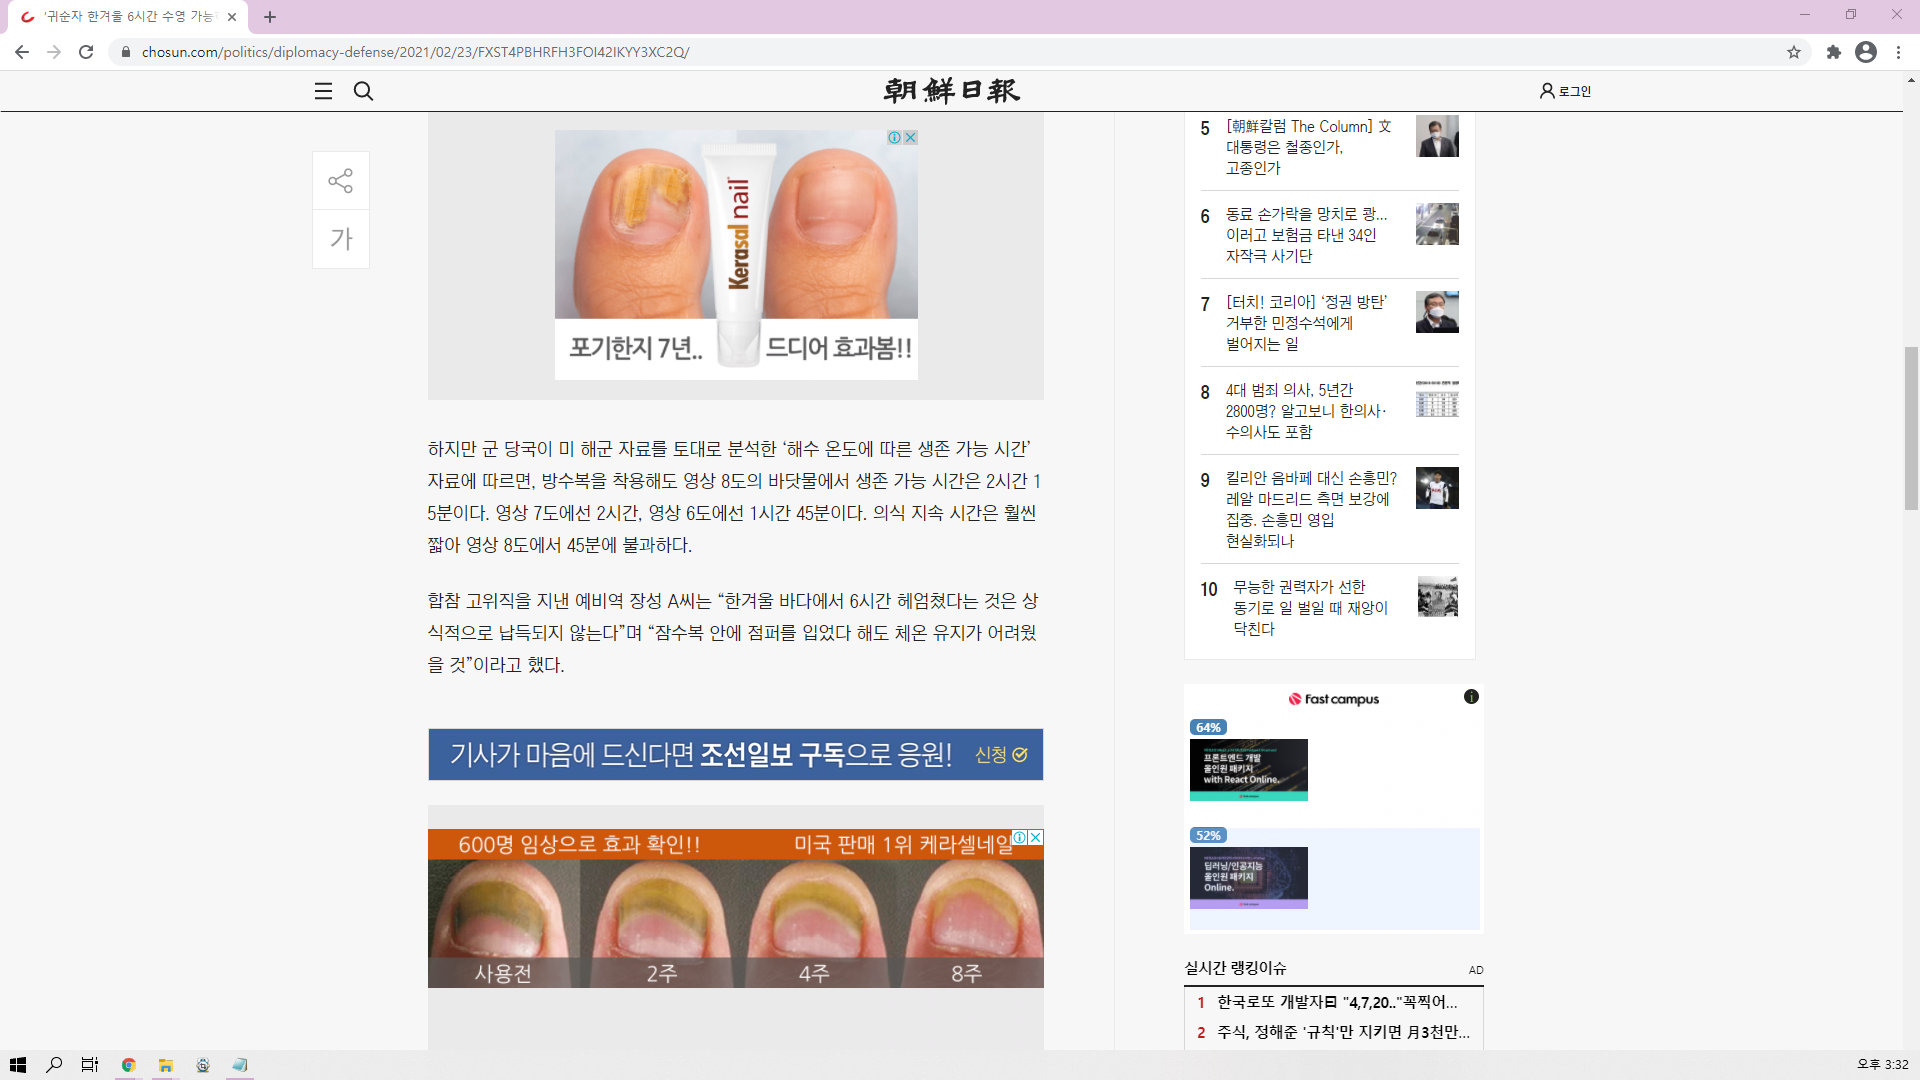 '귀순자 한겨울 6시간 수영 가능
chosun.com/politics/diplomacy-defense/2021/02/23/FXST4PBHRFH3FOI42IKYY3XC2Q/
朝鮮日報
로그인
가
Kerasal nail
포기한지 7년..
드디어 효과봄!!
하지만 군 당국이 미 해군 자료를 토대로 분석한 ‘해수 온도에 따른 생존 가능 시간’
자료에 따르면, 방수복을 착용해도 영상 8도의 바닷물에서 생존 가능 시간은 2시간 1
5분이다. 영상 7도에선 2시간, 영상 6도에선 1시간 45분이다. 의식 지속 시간은 훨씬
짧아 영상 8도에서 45분에 불과하다.
합참 고위직을 지낸 예비역 장성 A씨는 “한겨울 바다에서 6시간 헤엄쳤다는 것은 상
식적으로 납득되지 않는다”며 “잠수복 안에 점퍼를 입었다 해도 체온 유지가 어려웠
을 것”이라고 했다.
기사가 마음에 드신다면 조선일보 구독으로 응원! 신청
600명 임상으로 효과 확인!! 미국 판매 1위 케라셀네일
사용전 2주 4주 8주
5 [朝鮮칼럼 The Column] 文
대통령은 철종인가,
고종인가
6 동료 손가락을 망치로 쾅…
이러고 보험금 타낸 34인
자작극 사기단
7 [터치! 코리아] ‘정권 방탄’
거부한 민정수석에게
벌어지는 일
8 4대 범죄 의사, 5년간
2800명? 알고보니 한의사·
수의사도 포함
9 킬리안 음바페 대신 손흥민?
레알 마드리드 측면 보강에
집중. 손흥민 영입
현실화되나
10 무능한 권력자가 선한
동기로 일 벌일 때 재앙이
닥친다
Fast campus
64%
프론트엔드 개발
올인원 패키지
with React Online.
52%
딥러닝/인공지능
올인원 패키지
Online.
실시간 랭킹이슈 AD
1 한국로또 개발자曰 "4,7,20.."꼭찍어...
2 주식, 정해준 '규칙'만 지키면 月3천만...
오후 3:32